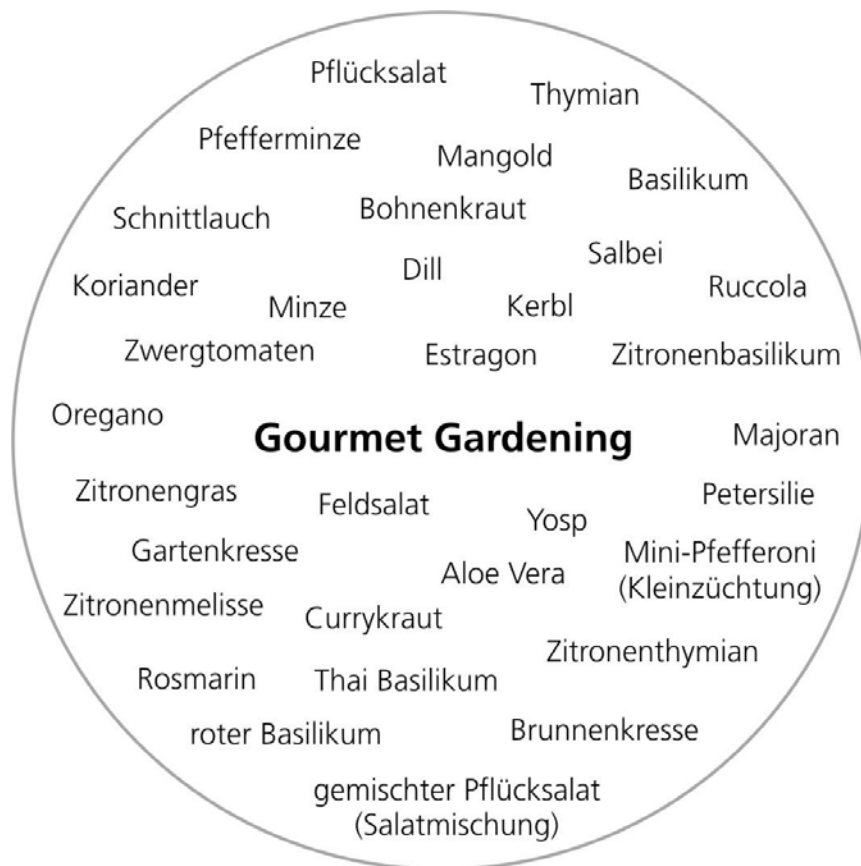 Pflücksalat
Thymian
Pfefferminze
Mangold
Basilikum
Schnittlauch
Bohnenkraut
Salbei
Dill
Koriander
Ruccola
Minze
Kerbl
Zwergtomaten
Estragon
Zitronenbasilikum
Oregano
Gourmet Gardening
Majoran
Zitronengras
Feldsalat
Petersilie
Yosp
Gartenkresse
Mini-Pfefferoni
(Kleinzüchtung)
Aloe Vera
Zitronenmelisse
Currykraut
Zitronenthymian
Rosmarin
Thai Basilikum
roter Basilikum
Brunnenkresse
gemischter Pflücksalat
(Salatmischung)